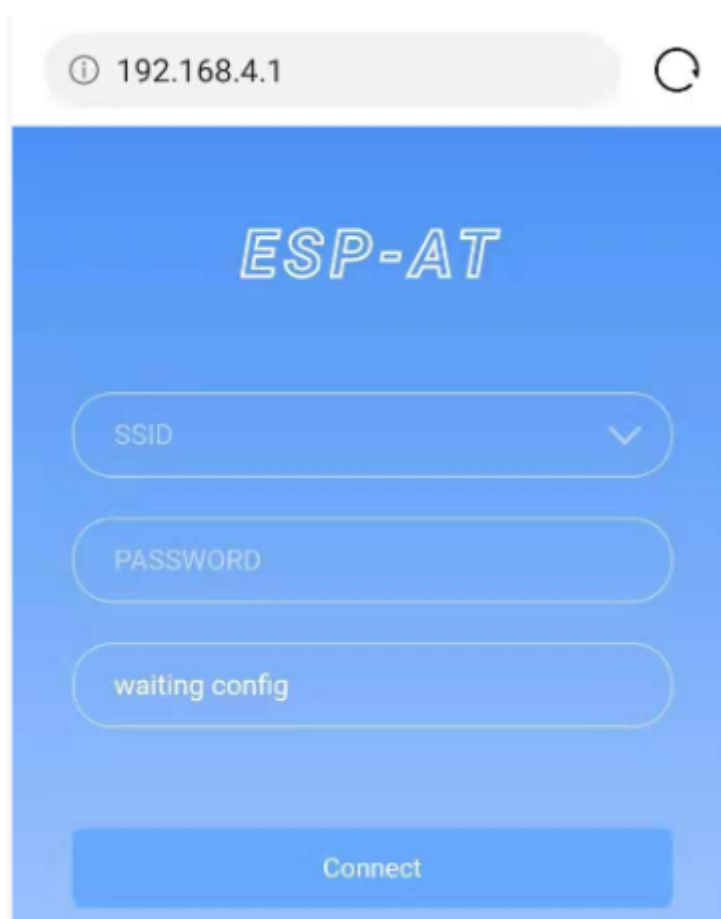 192.168.4.1
ESP-AT
SSID
PASSWORD
waiting config
Connect